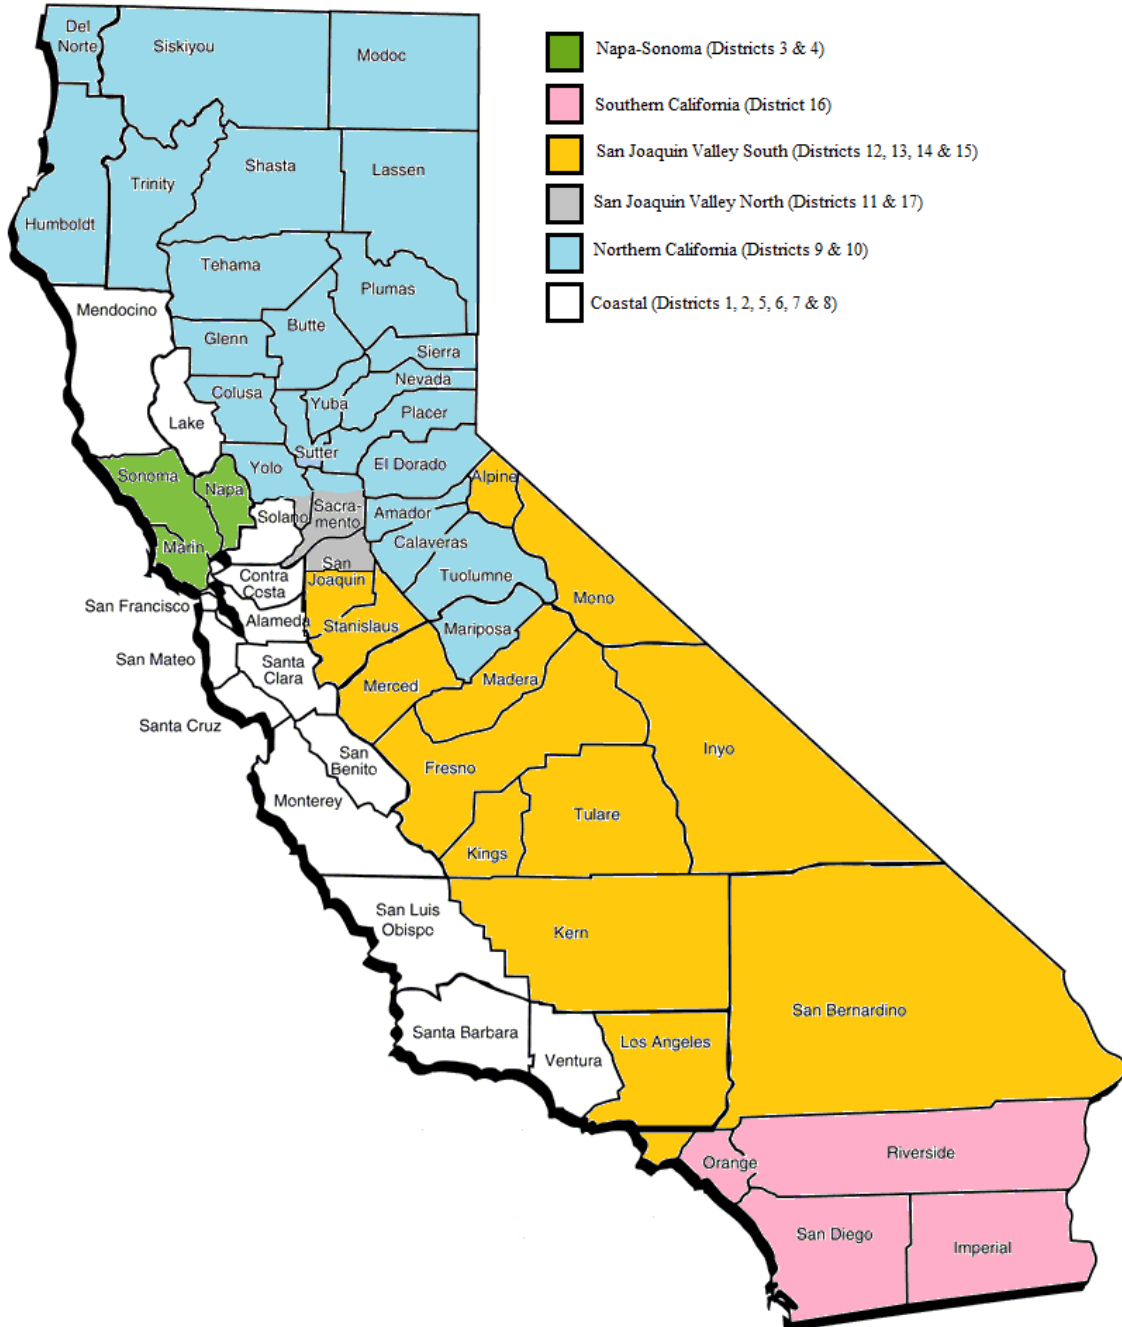 Del
Norte
Siskiyou
Modoc
Napa-Sonoma (Districts 3 & 4)
Southern California (District 16)
San Joaquin Valley South (Districts 12, 13, 14 & 15)
San Joaquin Valley North (Districts 11 & 17)
Northern California (Districts 9 & 10)
Coastal (Districts 1, 2, 5, 6, 7 & 8)
Humboldt
Trinity
Shasta
Lassen
Tehama
Plumas
Mendocino
Glenn
Butte
Sierra
Nevada
Colusa
Yuba
Placer
Lake
Sutter
El Dorado
Yolo
Sonoma
Napa
Alpine
Solano
Sacra-
mento
Amador
Calaveras
Marin
San
Joaquin
Contra
Costa
Tuolumne
Mono
San Francisco
Alameda
Stanislaus
Mariposa
San Mateo
Santa
Clara
Merced
Madera
Santa Cruz
San
Benito
Fresno
Inyo
Monterey
Tulare
Kings
San Luis
Obispo
Kern
San Bernardino
Santa Barbara
Ventura
Los Angeles
Orange
Riverside
San Diego
Imperial